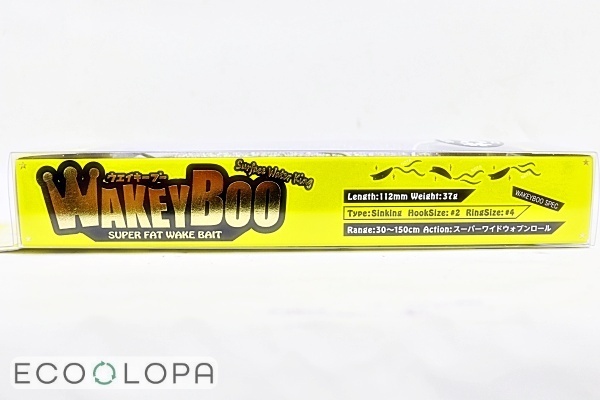 ウエイキーブー
Surface Water King
WAKEYBOO
SUPER FAT WAKE BAIT
Length:112mm Weight:37g
Type:Sinking HookSize:#2 RingSize:#4
Range:30〜150cm Action:スーパーワイドウォブンロール
WAKEYBOO SPEC
ECOOLOPA